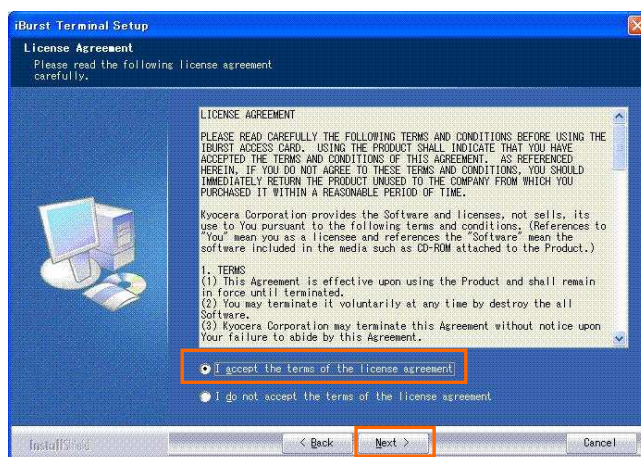 iBurst Terminal Setup
License Agreement
Please read the following license agreement
carefully.
LICENSE AGREEMENT
PLEASE READ CAREFULLY THE FOLLOWING TERMS AND CONDITIONS BEFORE USING THE
IBURST ACCESS CARD. USING THE PRODUCT SHALL INDICATE THAT YOU HAVE
ACCEPTED THE TERMS AND CONDITIONS OF THIS AGREEMENT. AS REFERENCED
HEREIN, IF YOU DO NOT AGREE TO THESE TERMS AND CONDITIONS, YOU SHOULD
IMMEDIATELY RETURN THE PRODUCT UNUSED TO THE COMPANY FROM WHICH YOU
PURCHASED IT WITHIN A REASONABLE PERIOD OF TIME.
Kyocera Corporation provides the Software and licenses, not sells, its
use to You pursuant to the following terms and conditions. (References to
"You" mean you as a licensee and references the "Software" mean the
software included in the media such as CD-ROM attached to the Product.)
1. TERMS
(1) This Agreement is effective upon using the Product and shall remain
in force until terminated.
(2) You may terminate it voluntarily at any time by destroy the all
Software.
(3) Kyocera Corporation may terminate this Agreement without notice upon
Your failure to abide by this Agreement.
I accept the terms of the license agreement
I do not accept the terms of the license agreement
InstallShield
< Back
Next >
Cancel